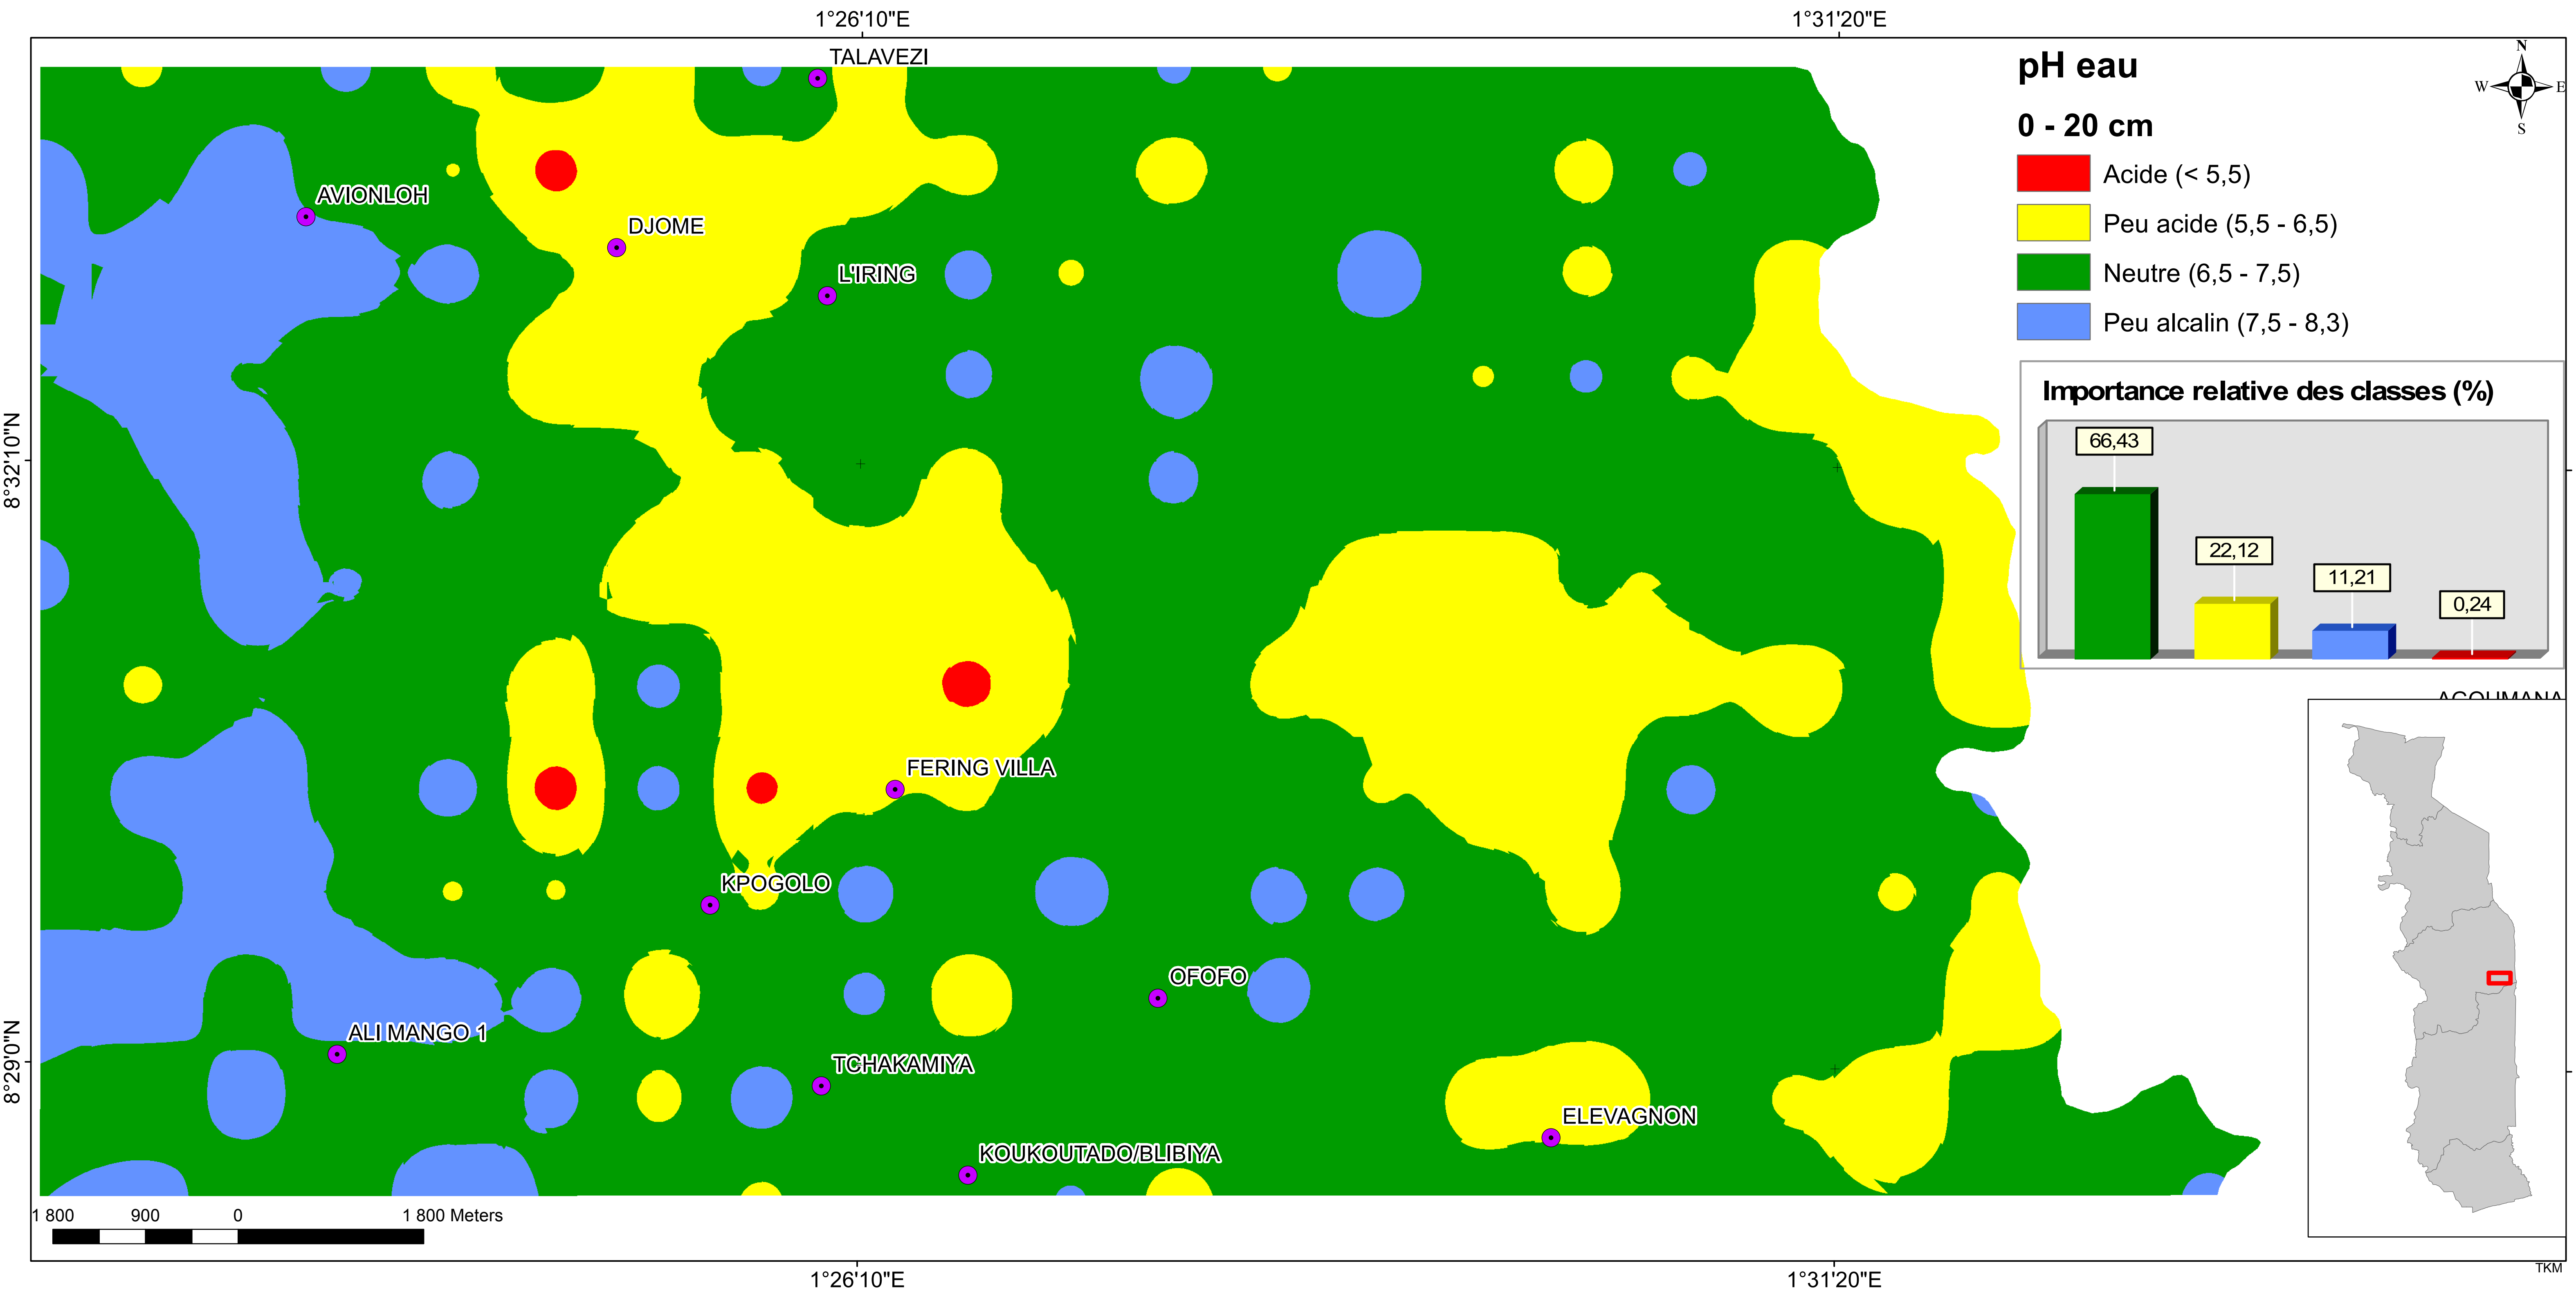 1°26'10"E
1°31'20"E
TALAVEZI
pH eau
N
W
E
S
0 - 20 cm
Acide (< 5,5)
Peu acide (5,5 - 6,5)
Neutre (6,5 - 7,5)
Peu alcalin (7,5 - 8,3)
AVIONLOH
DJOME
L'IRING
Importance relative des classes (%)
66,43
22,12
11,21
0,24
8°32'10"N
AGOUMANA
FERING VILLA
KPOGOLO
OFOFO
ALI MANGO 1
8°29'0"N
TCHAKAMIYA
ELEVAGNON
KOUKOUTADO/BLIBIYA
1 800
900
0
1 800 Meters
1°26'10"E
1°31'20"E
TKM